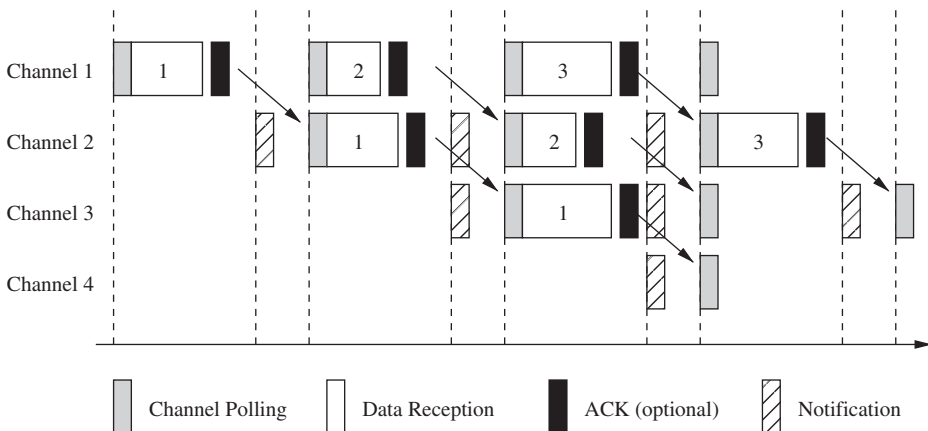 Channel 1
1
2
3
Channel 2
1
2
3
Channel 3
1
Channel 4
Channel Polling
Data Reception
ACK (optional)
Notification